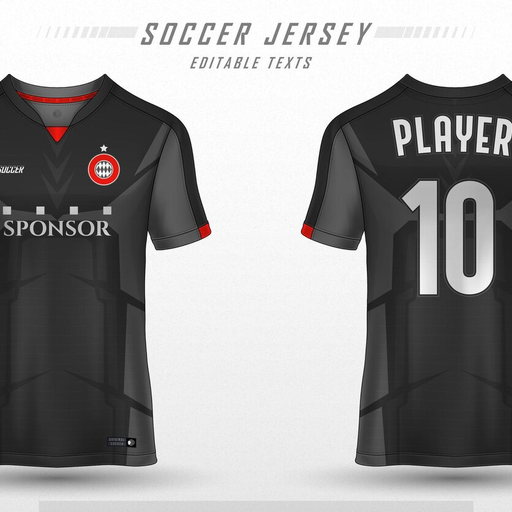 SOCCER JERSEY
EDITABLE TEXTS
SOCCER
SPONSOR
PLAYER
10